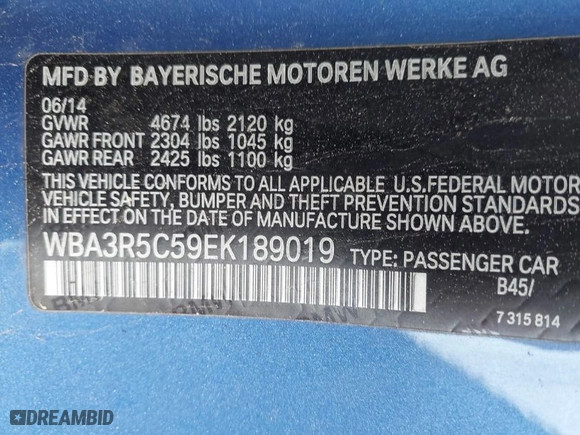 MFD BY BAYERISCHE MOTOREN WERKE AG
06/14
GVWR 4674 lbs 2120 kg
GAWR FRONT 2304 lbs 1045 kg
GAWR REAR 2425 lbs 1100 kg
THIS VEHICLE CONFORMS TO ALL APPLICABLE U.S.FEDERAL MOTOR
VEHICLE SAFETY, BUMPER AND THEFT PREVENTION STANDARDS
IN EFFECT ON THE DATE OF MANUFACTURE SHOWN ABOVE.
WBA3R5C59EK189019 TYPE: PASSENGER CAR
B45/
7 315 814
DREAMBID